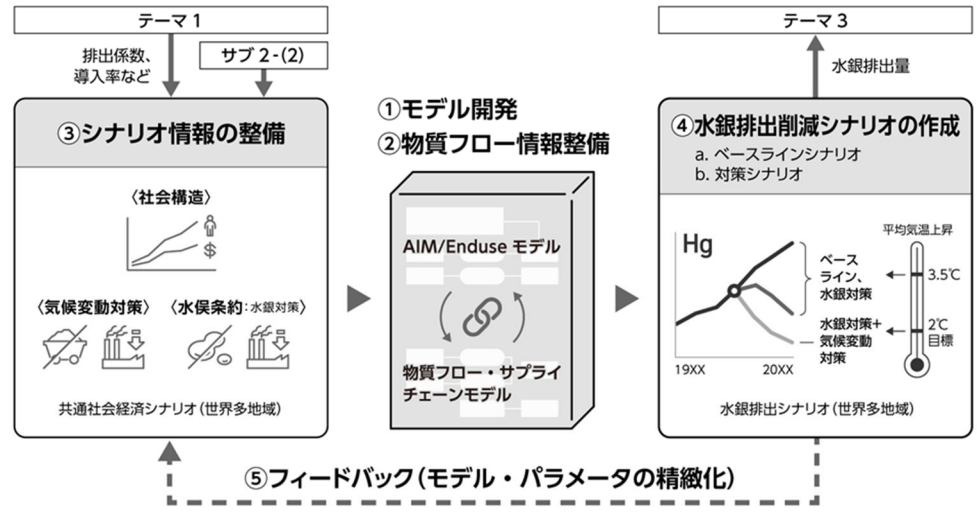 テーマ 1
テーマ 3
排出係数、
導入率など
サブ 2-(2)
水銀排出量
③シナリオ情報の整備
〈社会構造〉
$
〈気候変動対策〉
〈水俣条約:水銀対策〉
共通社会経済シナリオ(世界多地域)
①モデル開発
②物質フロー情報整備
AIM/Enduse モデル
物質フロー・サプライ
チェーンモデル
④水銀排出削減シナリオの作成
a. ベースラインシナリオ
b. 対策シナリオ
Hg
平均気温上昇
ベース
ライン、
水銀対策
3.5℃
水銀対策+
気候変動
対策
2℃
目標
19XX
20XX
水銀排出シナリオ(世界多地域)
⑤フィードバック(モデル・パラメータの精緻化)